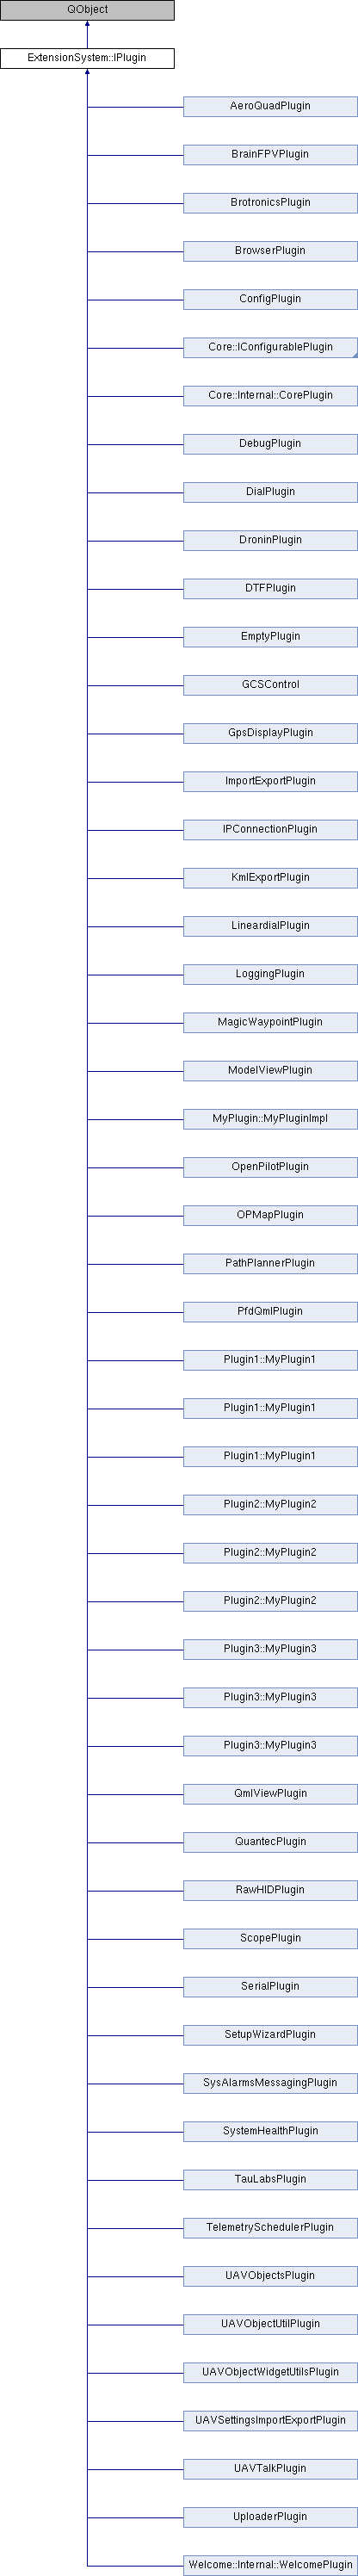 QObject
ExtensionSystem::IPlugin
AeroQuadPlugin
BrainFPVPlugin
BrotronicsPlugin
BrowserPlugin
ConfigPlugin
Core::IConfigurablePlugin
Core::Internal::CorePlugin
DebugPlugin
DialPlugin
DroninPlugin
DTFPlugin
EmptyPlugin
GCSControl
GpsDisplayPlugin
ImportExportPlugin
IPConnectionPlugin
KmlExportPlugin
LineardialPlugin
LoggingPlugin
MagicWaypointPlugin
ModelViewPlugin
MyPlugin::MyPluginImpl
OpenPilotPlugin
OPMapPlugin
PathPlannerPlugin
PfdQmlPlugin
Plugin1::MyPlugin1
Plugin1::MyPlugin1
Plugin1::MyPlugin1
Plugin2::MyPlugin2
Plugin2::MyPlugin2
Plugin2::MyPlugin2
Plugin3::MyPlugin3
Plugin3::MyPlugin3
Plugin3::MyPlugin3
QmlViewPlugin
QuantecPlugin
RawHIDPlugin
ScopePlugin
SerialPlugin
SetupWizardPlugin
SysAlarmsMessagingPlugin
SystemHealthPlugin
TauLabsPlugin
TelemetrySchedulerPlugin
UAVObjectsPlugin
UAVObjectUtilPlugin
UAVObjectWidgetUtilsPlugin
UAVSettingsImportExportPlugin
UAVTalkPlugin
UploaderPlugin
Welcome::Internal::WelcomePlugin